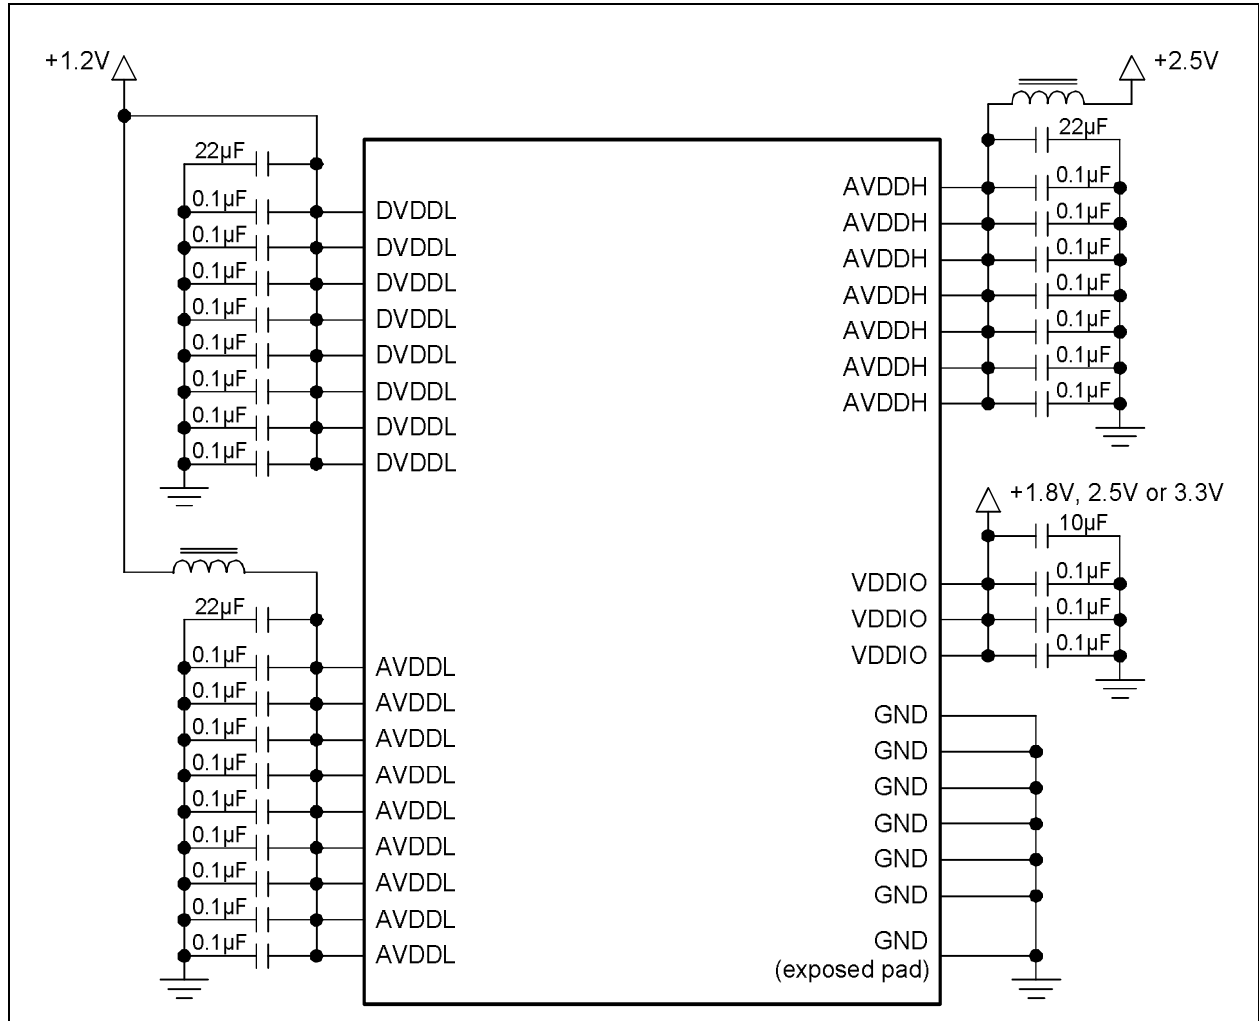 +1.2V
22µF
0.1µF
DVDDL
0.1µF
DVDDL
0.1µF
DVDDL
0.1µF
DVDDL
0.1µF
DVDDL
0.1µF
DVDDL
0.1µF
DVDDL
0.1µF
DVDDL
22µF
0.1µF
AVDDL
0.1µF
AVDDL
0.1µF
AVDDL
0.1µF
AVDDL
0.1µF
AVDDL
0.1µF
AVDDL
0.1µF
AVDDL
0.1µF
AVDDL
0.1µF
AVDDL
+2.5V
22µF
AVDDH
0.1µF
AVDDH
0.1µF
AVDDH
0.1µF
AVDDH
0.1µF
AVDDH
0.1µF
AVDDH
0.1µF
AVDDH
0.1µF
+1.8V, 2.5V or 3.3V
10µF
VDDIO
0.1µF
VDDIO
0.1µF
VDDIO
0.1µF
GND
GND
GND
GND
GND
GND
GND
(exposed pad)